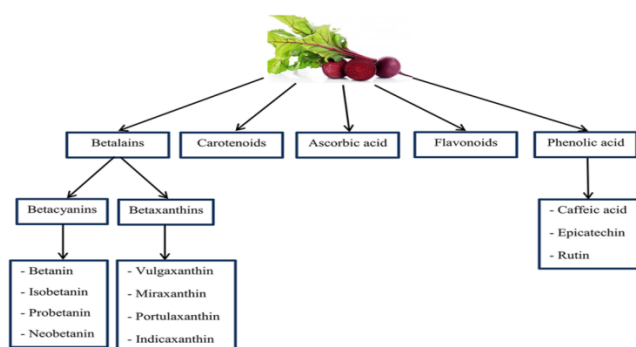 Betalains
Carotenoids
Ascorbic acid
Flavonoids
Phenolic acid
Betacyanins
Betaxanthins
- Caffeic acid
- Epicatechin
- Rutin
- Betanin
- Isobetanin
- Probetanin
- Neobetanin
- Vulgaxanthin
- Miraxanthin
- Portulaxanthin
- Indicaxanthin